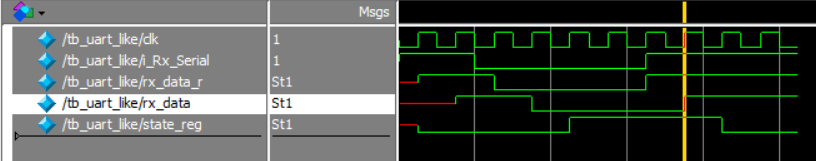 Msgs
/tb_uart_like/clk 1
/tb_uart_like/i_Rx_Serial 1
/tb_uart_like/rx_data_r St1
/tb_uart_like/rx_data St1
/tb_uart_like/state_reg St1